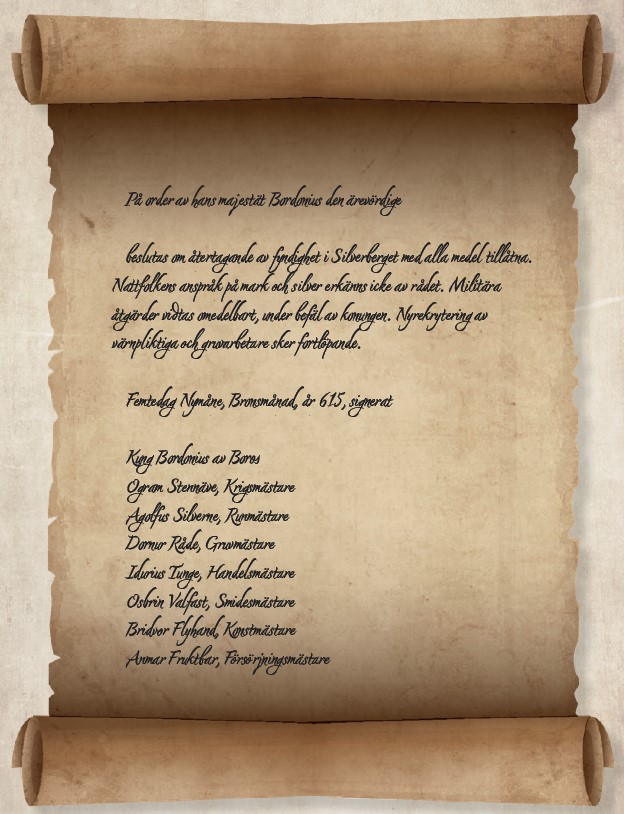 På order av hans majestät Bordonius den ärevördige
beslutas om återtagande av fyndighet i Silverberget med alla medel tillåtna.
Nattfolkens anspråk på mark och silver erkänns icke av rådet. Militära
åtgärder vidtas omedelbart, under befäl av konungen. Nyrekrytering av
värnpliktiga och gruvarbetare sker fortlöpande.
Femtedag Nymåne, Bronsmånad, år 615, signerat
Kung Bordonius av Boros
Ogram Stennäve, Krigsmästare
Agolfus Silverne, Runmästare
Dornur Råde, Gruvmästare
Idurius Tunge, Handelsmästare
Osbrin Valfast, Smidesmästare
Bridvor Flyhand, Konstmästare
Anmar Fruktbar, Försörjningsmästare